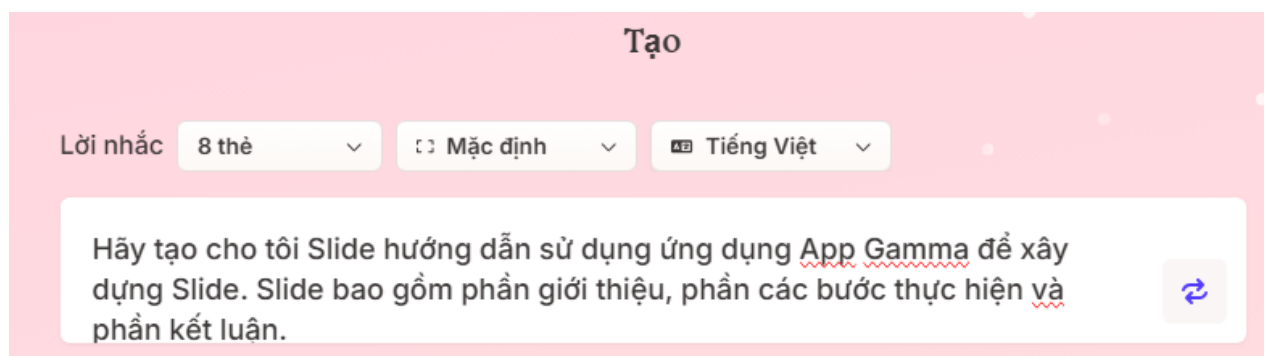 Tạo
Lời nhắc 8 thẻ Mặc định Tiếng Việt
Hãy tạo cho tôi Slide hướng dẫn sử dụng ứng dụng App Gamma để xây
dựng Slide. Slide bao gồm phần giới thiệu, phần các bước thực hiện và
phần kết luận.